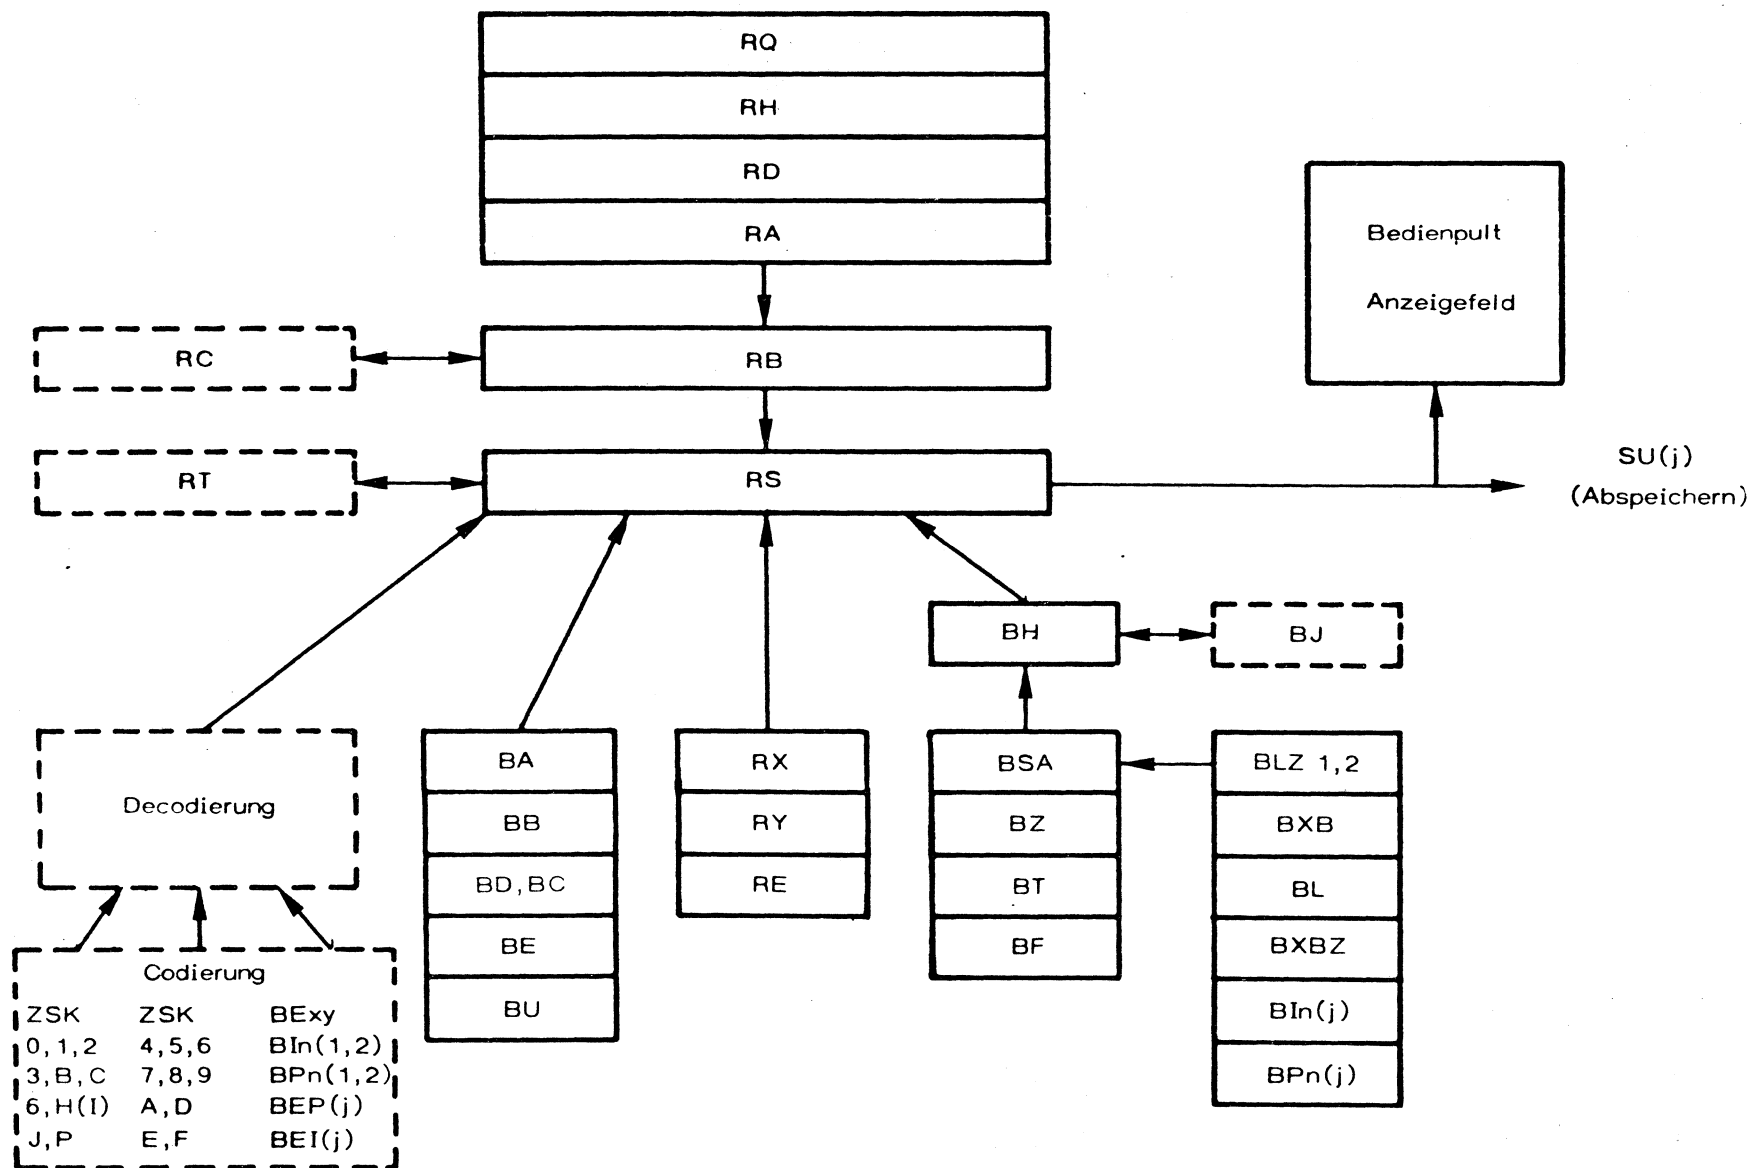 RQ
RH
RD
RA
Bedienpult
Anzeigefeld
RC
RB
RT
RS
SU(j)
(Abspeichern)
BH
BJ
Decodierung
BA
BB
BD,BC
BE
BU
RX
RY
RE
BSA
BZ
BT
BF
BLZ 1,2
BXB
BL
BXBZ
BIn(j)
BPn(j)
Codierung
ZSK ZSK BExy
0,1,2 4,5,6 BIn(1,2)
3,B,C 7,8,9 BPn(1,2)
6,H(I) A,D BEP(j)
J,P E,F BEI(j)